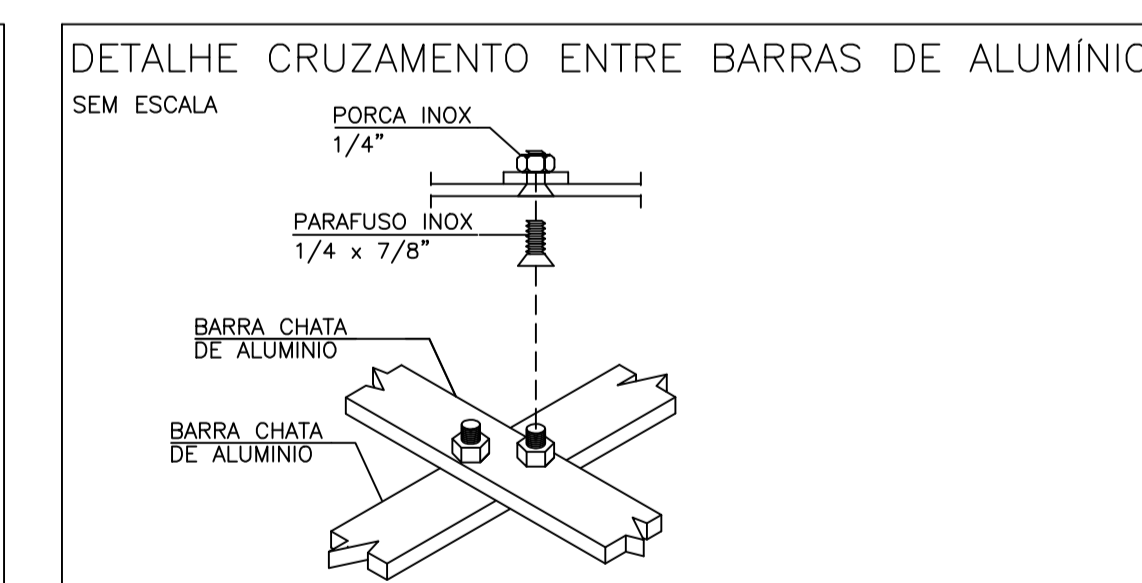 DETALHE CRUZAMENTO ENTRE BARRAS DE ALUMÍNIO
SEM ESCALA
PORCA INOX
1/4”
PARAFUSO INOX
1/4 x 7/8”
BARRA CHATA
DE ALUMINIO
BARRA CHATA
DE ALUMINIO